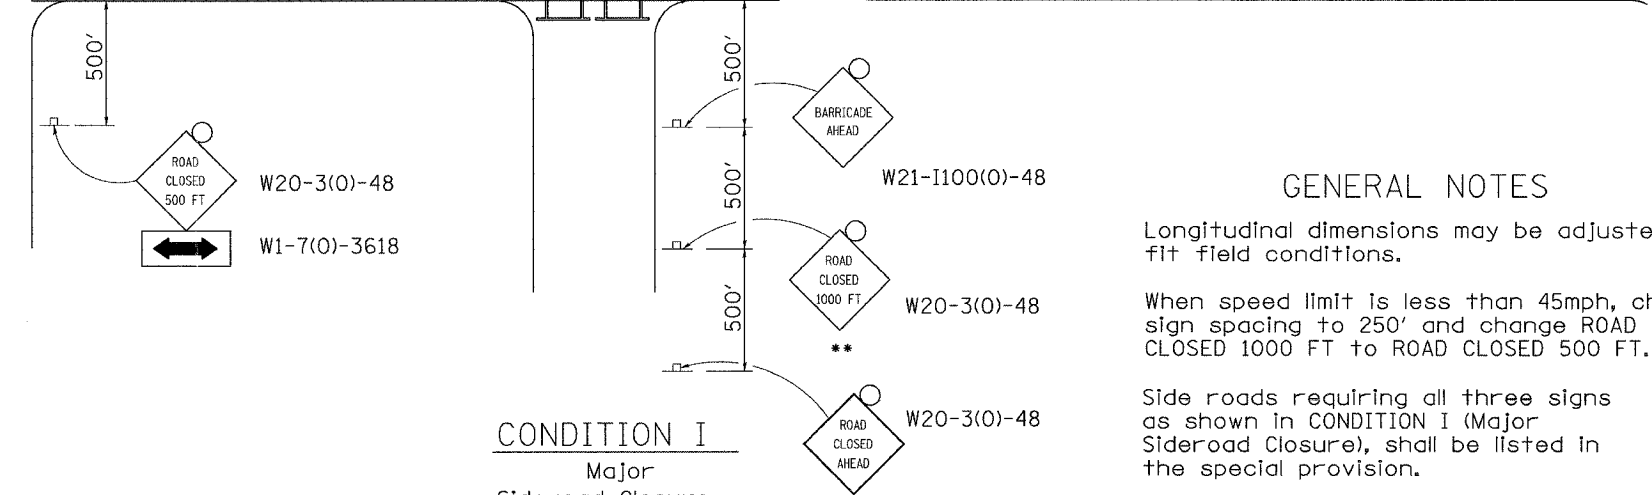 500'
ROAD
CLOSED
500 FT
W20-3(O)-48
W1-7(O)-3618
500'
BARRICADE
AHEAD
W21-I100(O)-48
500'
ROAD
CLOSED
1000 FT
W20-3(O)-48
**
500'
ROAD
CLOSED
AHEAD
W20-3(O)-48
CONDITION I
Major
GENERAL NOTES
Longitudinal dimensions may be
fit field conditions.
When speed limit is less than 45mph,
sign spacing to 250' and change ROAD
CLOSED 1000 FT to ROAD CLOSED 500 FT.
Side roads requiring all three signs
as shown in CONDITION I (Major
Sideroad Closure), shall be listed in
the special provision.